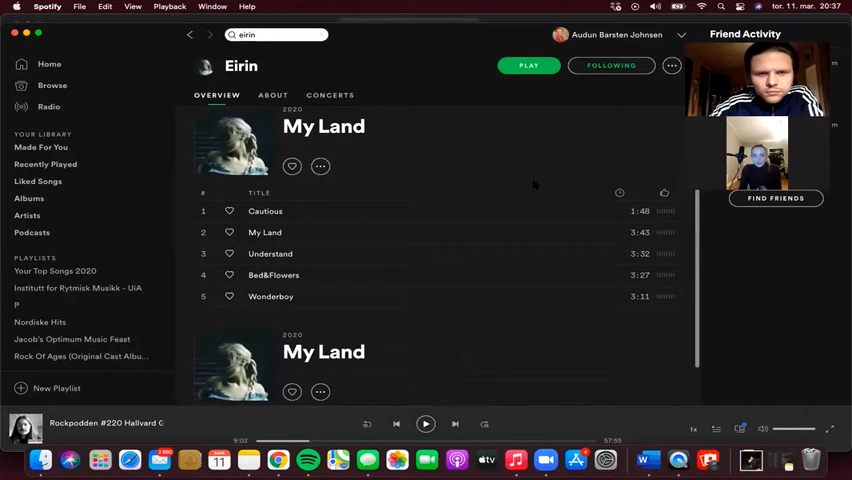 Spotify File Edit View Playback Window Help tor. 11. mar. 20:37
eirin Audun Barsten Johnsen Friend Activity
Eirin PLAY FOLLOWING
OVERVIEW ABOUT CONCERTS
Home
Browse
Radio
YOUR LIBRARY
Made For You
Recently Played
Liked Songs
Albums
Artists
Podcasts
PLAYLISTS
Your Top Songs 2020
Institutt for Rytmisk Musikk - UiA
P
Nordiske Hits
Jacob's Optimum Music Feast
Rock Of Ages (Original Cast Albu...
New Playlist
2020
My Land
# TITLE
1 Cautious 1:48
2 My Land 3:43
3 Understand 3:32
4 Bed&Flowers 3:27
5 Wonderboy 3:11
2020
My Land
FIND FRIENDS
Rockpodden #220 Hallvard G
9:02 57:55
1x
MARS
11